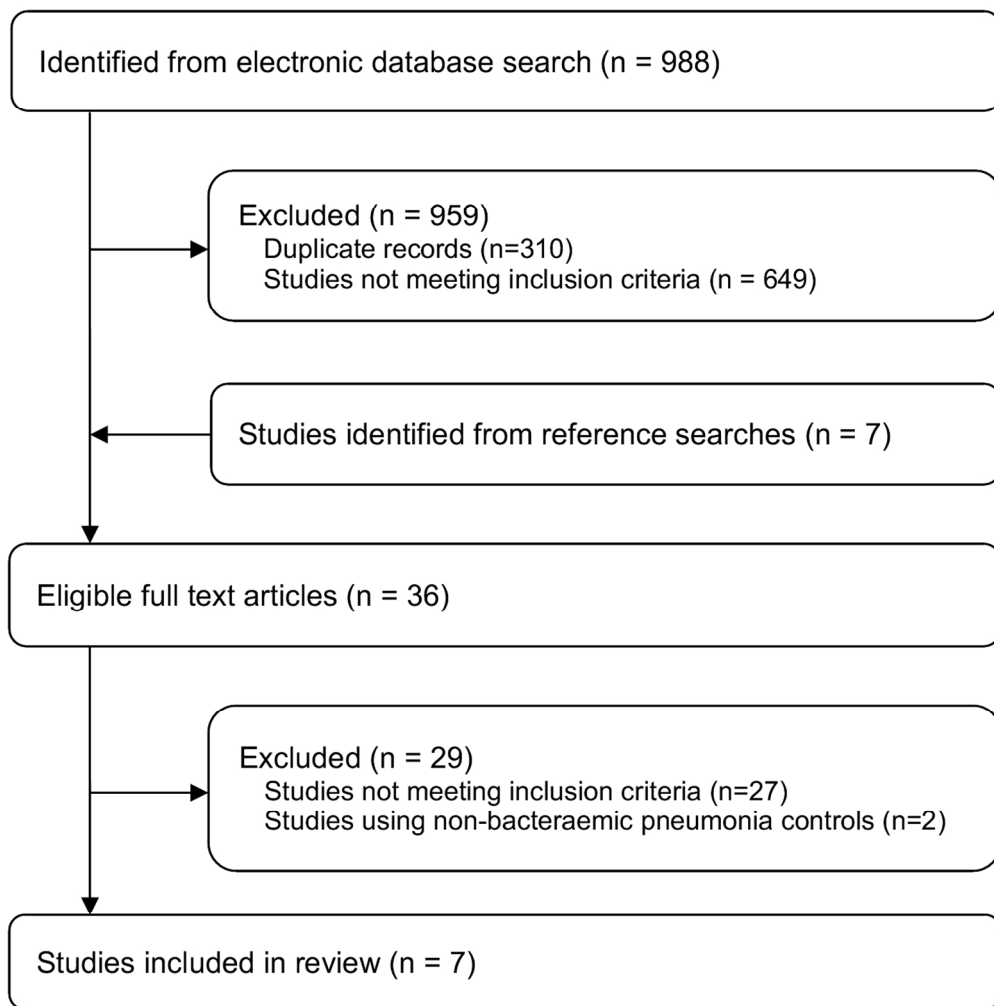 Identified from electronic database search (n = 988)
Excluded (n = 959)
Duplicate records (n=310)
Studies not meeting inclusion criteria (n = 649)
Studies identified from reference searches (n = 7)
Eligible full text articles (n = 36)
Excluded (n = 29)
Studies not meeting inclusion criteria (n=27)
Studies using non-bacteraemic pneumonia controls (n=2)
Studies included in review (n = 7)